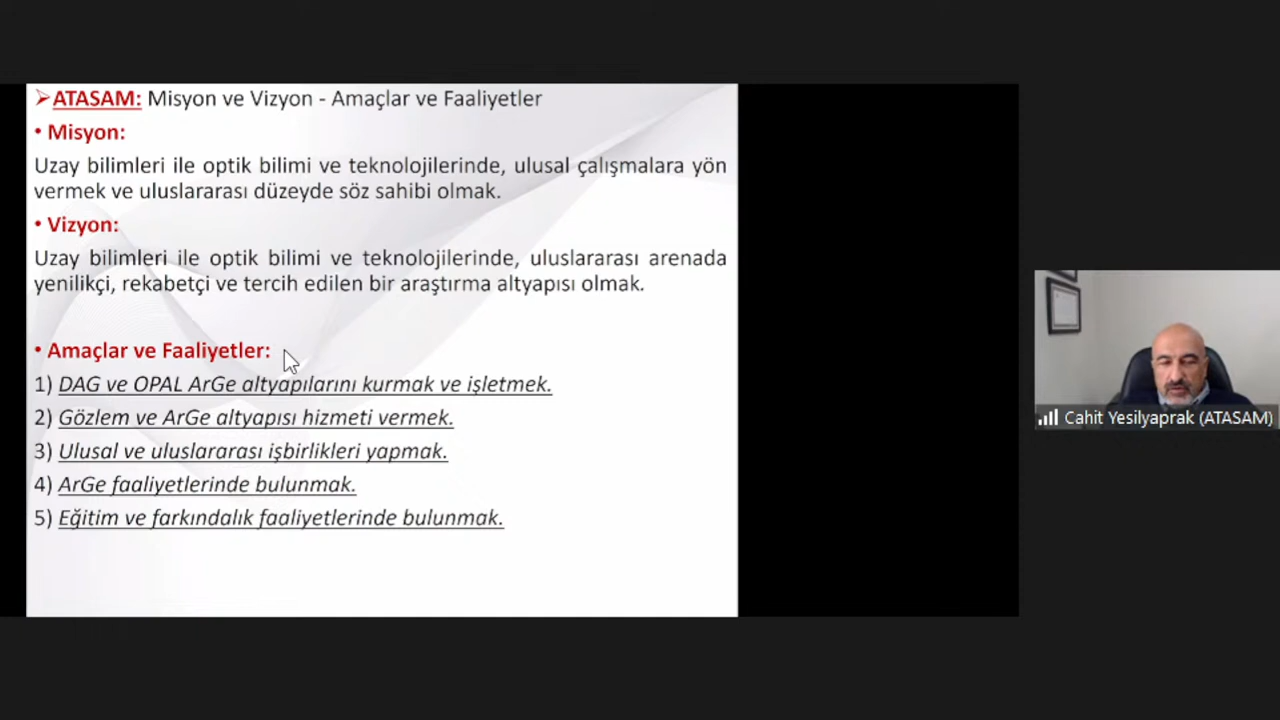 ➢ATASAM: Misyon ve Vizyon - Amaçlar ve Faaliyetler
• Misyon:
Uzay bilimleri ile optik bilimi ve teknolojilerinde, ulusal çalışmalara yön
vermek ve uluslararası düzeyde söz sahibi olmak.
• Vizyon:
Uzay bilimleri ile optik bilimi ve teknolojilerinde, uluslararası arenada
yenilikçi, rekabetçi ve tercih edilen bir araştırma altyapısı olmak.
• Amaçlar ve Faaliyetler:
1) DAG ve OPAL ArGe altyapılarını kurmak ve işletmek.
2) Gözlem ve ArGe altyapısı hizmeti vermek.
3) Ulusal ve uluslararası işbirlikleri yapmak.
4) ArGe faaliyetlerinde bulunmak.
5) Eğitim ve farkındalık faaliyetlerinde bulunmak.
Cahit Yesilyaprak (ATASAM)